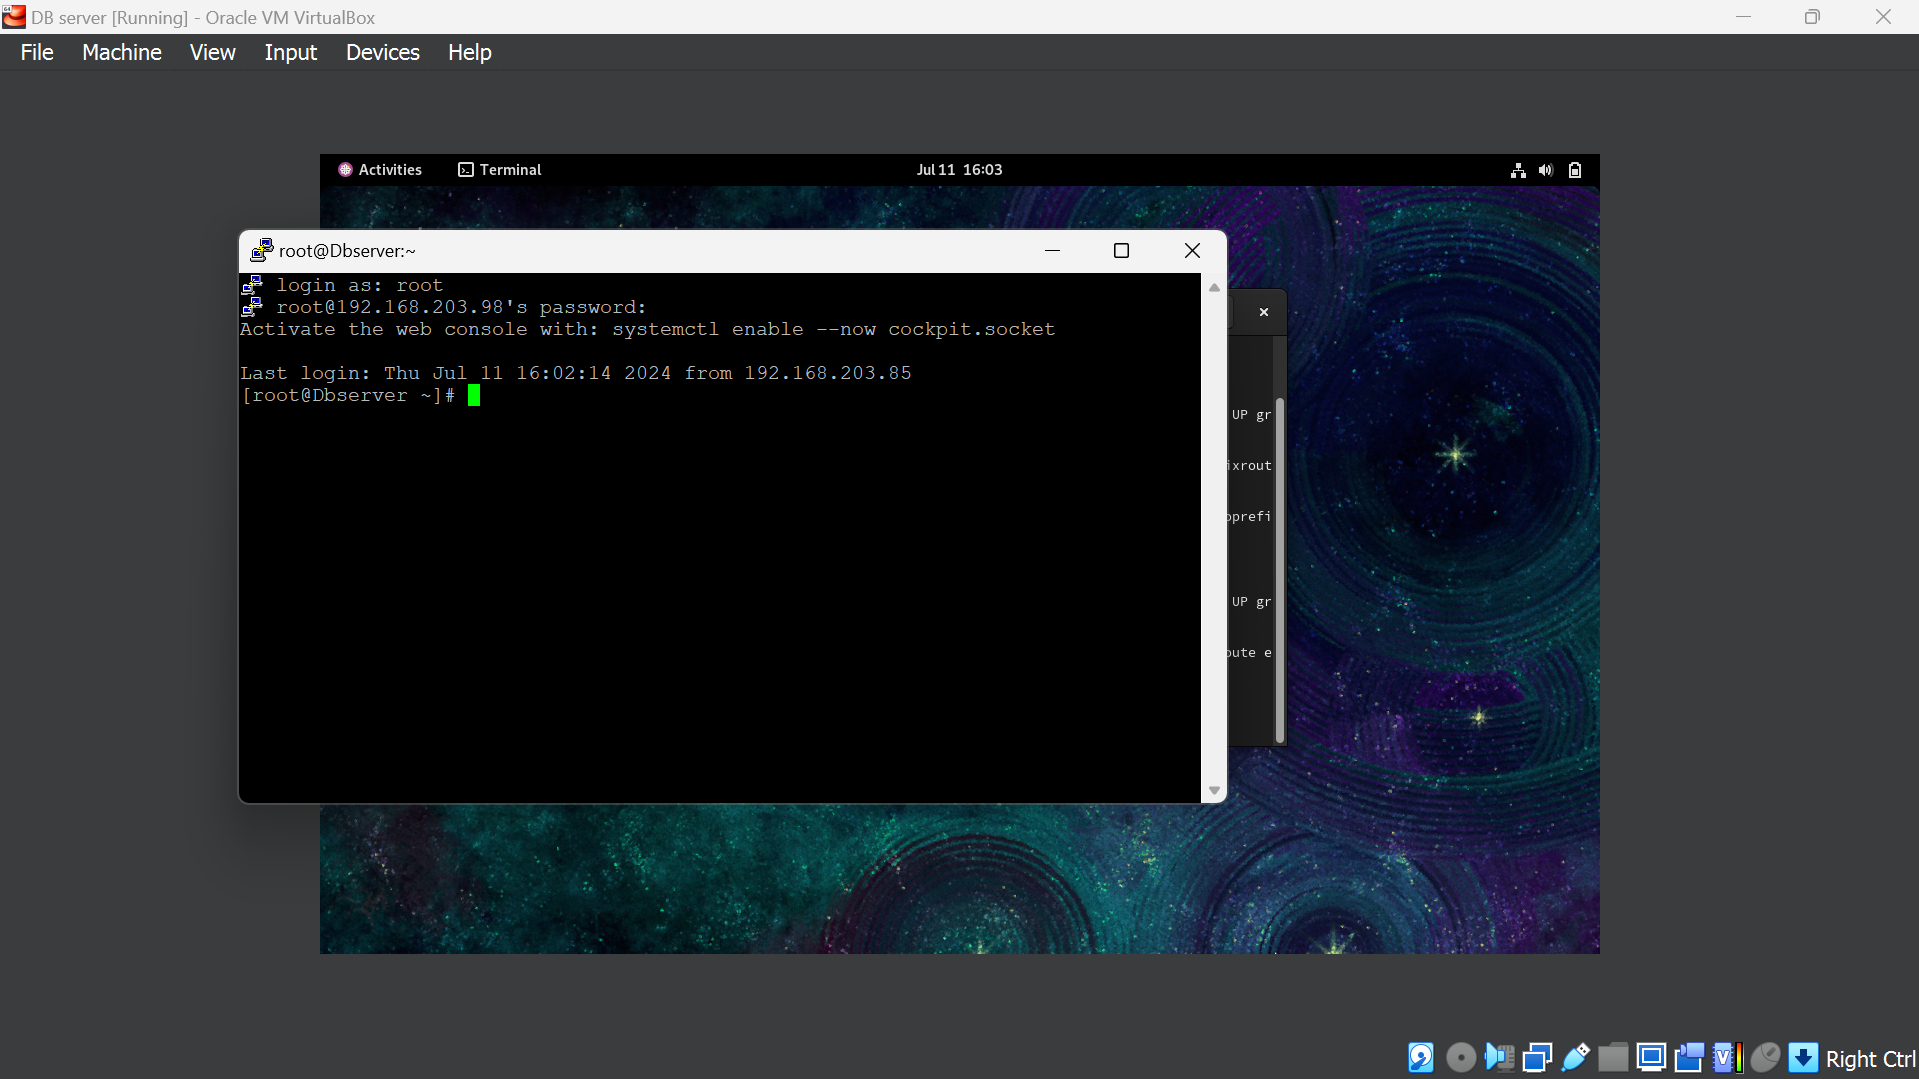 DB server [Running] - Oracle VM VirtualBox
File Machine View Input Devices Help
Activities Terminal Jul 11 16:03
root@Dbserver:~
login as: root
root@192.168.203.98's password:
Activate the web console with: systemctl enable --now cockpit.socket
Last login: Thu Jul 11 16:02:14 2024 from 192.168.203.85
[root@Dbserver ~]#
UP gr
ixrout
oprefi
UP gr
oute e
Right Ctrl